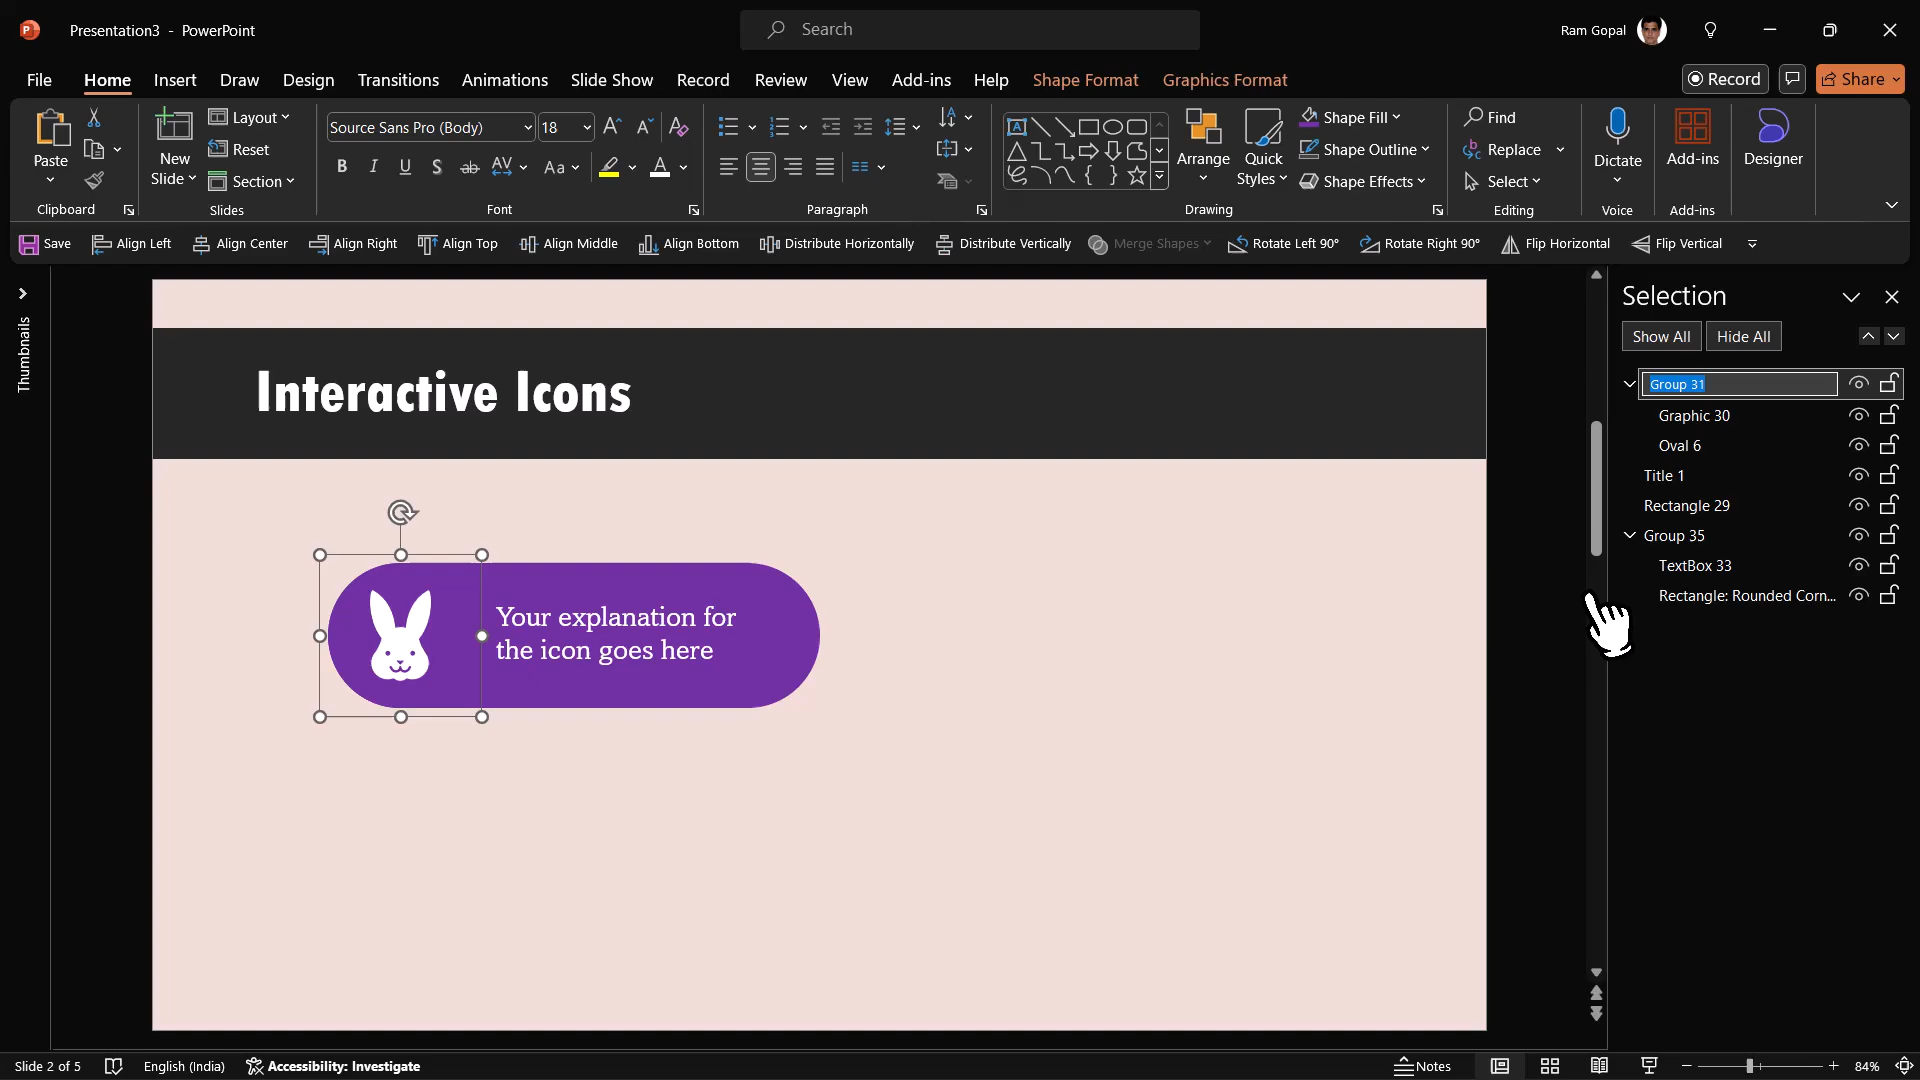 Presentation3 - PowerPoint
Search
Ram Gopal
File Home Insert Draw Design Transitions Animations Slide Show Record Review View Add-ins Help Shape Format Graphics Format
Record
Share
Paste
Clipboard
New Slide
Layout
Reset
Section
Slides
Source Sans Pro (Body)
18
Font
Paragraph
Arrange
Quick Styles
Shape Fill
Shape Outline
Shape Effects
Drawing
Find
Replace
Select
Editing
Dictate
Voice
Add-ins
Add-ins
Designer
Save Align Left Align Center Align Right Align Top Align Middle Align Bottom Distribute Horizontally Distribute Vertically Merge Shapes Rotate Left 90° Rotate Right 90° Flip Horizontal Flip Vertical
Thumbnails
Interactive Icons
Your explanation for
the icon goes here
Selection
Show All Hide All
Group 31
Graphic 30
Oval 6
Title 1
Rectangle 29
Group 35
TextBox 33
Rectangle: Rounded Corn...
Slide 2 of 5
English (India)
Accessibility: Investigate
Notes
84%